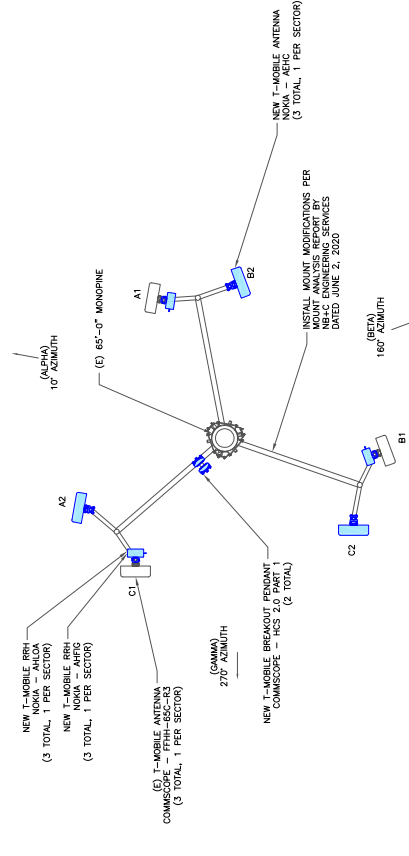 NEW T-MOBILE RRH
NOKIA – AHLOA
(3 TOTAL, 1 PER SECTOR)
NEW T-MOBILE RRH
NOKIA – AHFIG
(3 TOTAL, 1 PER SECTOR)
(E) T-MOBILE ANTENNA
COMMSCOPE – FFHH-65C-R3
(3 TOTAL, 1 PER SECTOR)
A2
C1
(GAMMA)
270° AZIMUTH
NEW T-MOBILE BREAKOUT PENDANT
COMMSCOPE – HCS 2.0 PART 1
(2 TOTAL)
(ALPHA)
10° AZIMUTH
(E) 65'-0" MONOPINE
A1
B2
NEW T-MOBILE ANTENNA
NOKIA – AEHC
(3 TOTAL, 1 PER SECTOR)
INSTALL MOUNT MODIFICATIONS PER
MOUNT ANALYSIS REPORT BY
NB+C ENGINEERING SERVICES
DATED JUNE 2, 2020
(BETA)
160° AZIMUTH
C2
B1